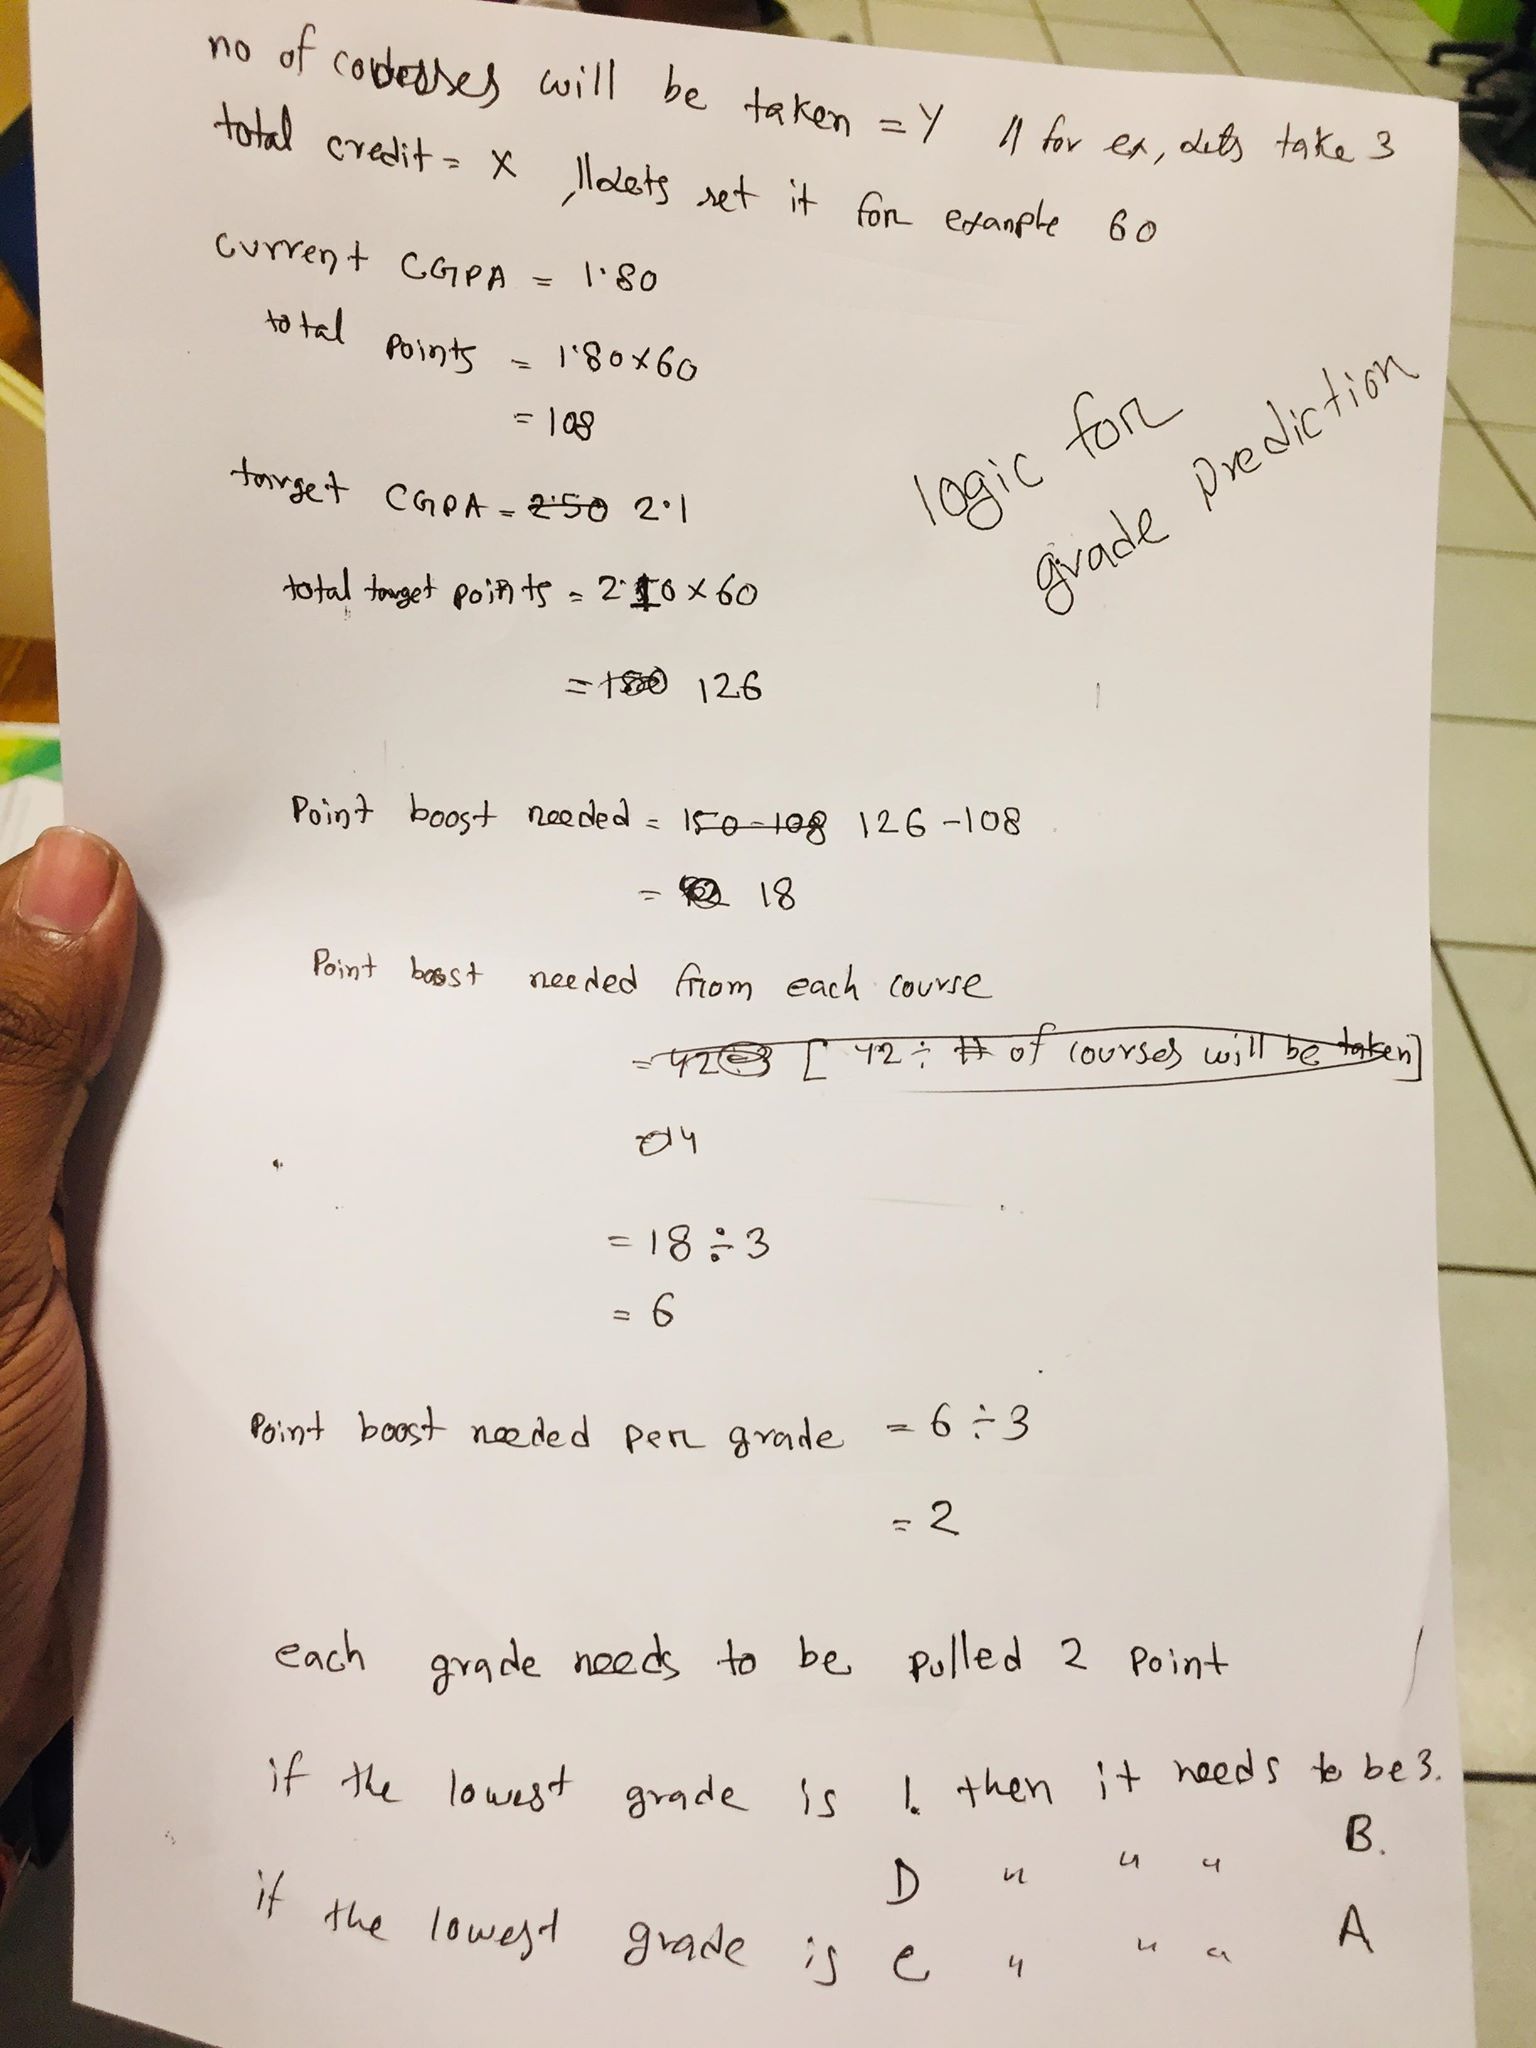 no of courses will be taken = Y // for ex, lets take 3
total credit = X , // lets set it for example 60
current CGPA = 1.80
total points = 1.80 x 60
= 108
logic for
grade prediction
target CGPA = 2.50 2.1
total target points = 2.10 x 60
= 150 126
Point boost needed = 150-108 126-108
= 42 18
Point boost needed from each course
= 42÷3 [ 42 ÷ # of courses will be taken]
14
= 18 ÷ 3
= 6
Point boost needed per grade = 6 ÷ 3
= 2
each grade needs to be pulled 2 point
if the lowest grade is 1. then it needs to be 3.
D " " " B.
if the lowest grade is C " " " A